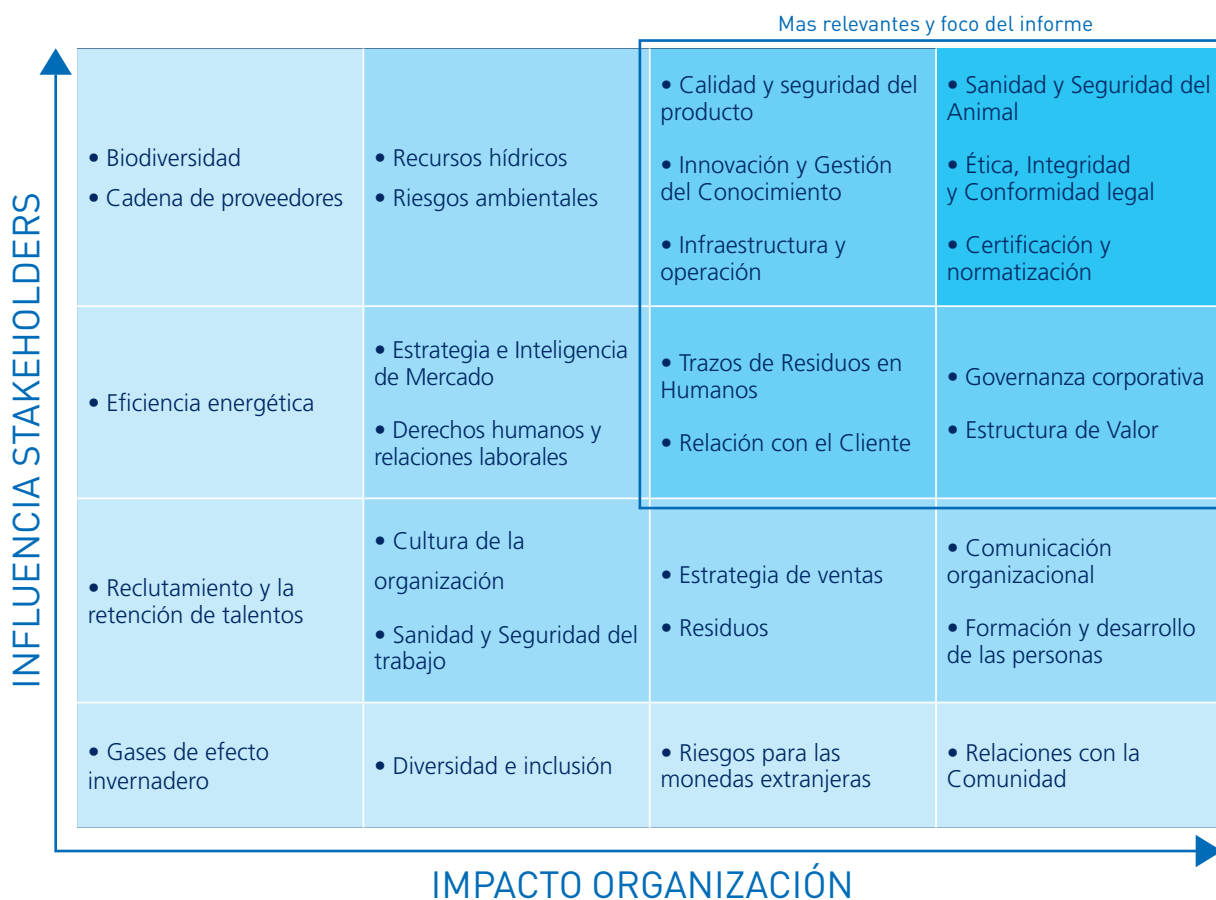 Mas relevantes y foco del informe
INFLUENCIA STAKEHOLDERS
• Biodiversidad
• Cadena de proveedores
• Recursos hídricos
• Riesgos ambientales
• Calidad y seguridad del
producto
• Innovación y Gestión
del Conocimiento
• Infraestructura y
operación
• Sanidad y Seguridad del
Animal
• Ética, Integridad
y Conformidad legal
• Certificación y
normatización
• Eficiencia energética
• Estrategia e Inteligencia
de Mercado
• Derechos humanos y
relaciones laborales
• Trazos de Residuos en
Humanos
• Relación con el Cliente
• Governanza corporativa
• Estructura de Valor
• Reclutamiento y la
retención de talentos
• Cultura de la
organización
• Sanidad y Seguridad del
trabajo
• Estrategia de ventas
• Residuos
• Comunicación
organizacional
• Formación y desarrollo
de las personas
• Gases de efecto
invernadero
• Diversidad e inclusión
• Riesgos para las
monedas extranjeras
• Relaciones con la
Comunidad
IMPACTO ORGANIZACIÓN